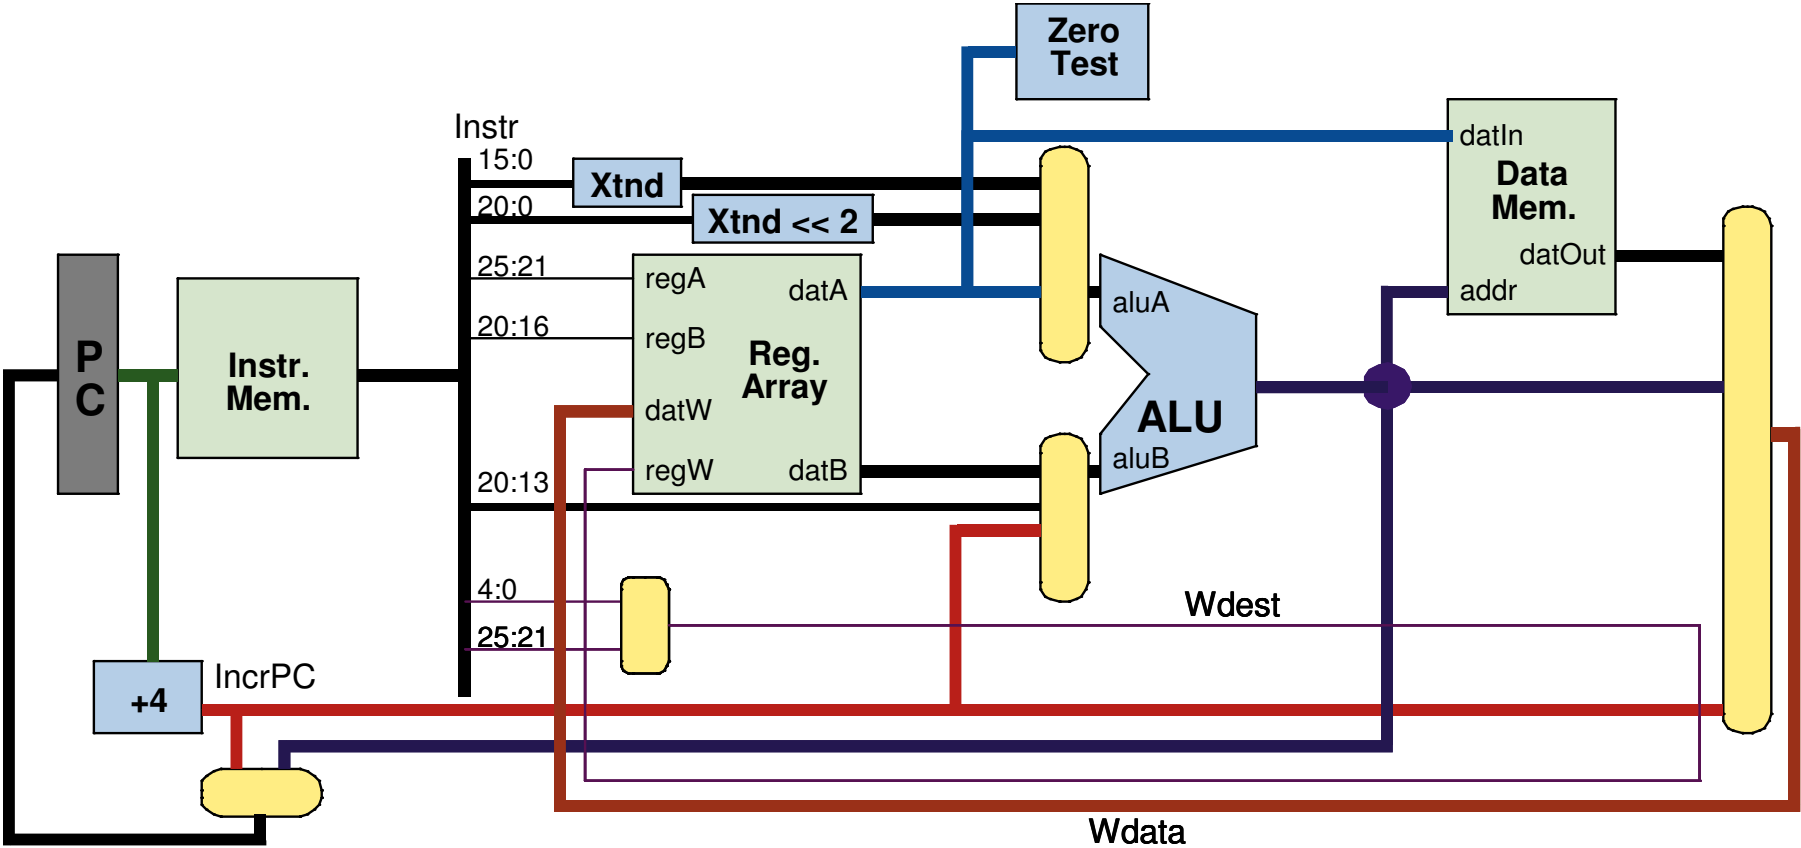 Zero
Test
Instr
15:0
Xtnd
20:0
Xtnd << 2
datIn
Data
Mem.
datOut
addr
25:21
regA
datA
20:16
regB
Reg.
Array
datW
regW
datB
aluA
ALU
aluB
P
C
Instr.
Mem.
20:13
4:0
25:21
Wdest
IncrPC
+4
Wdata